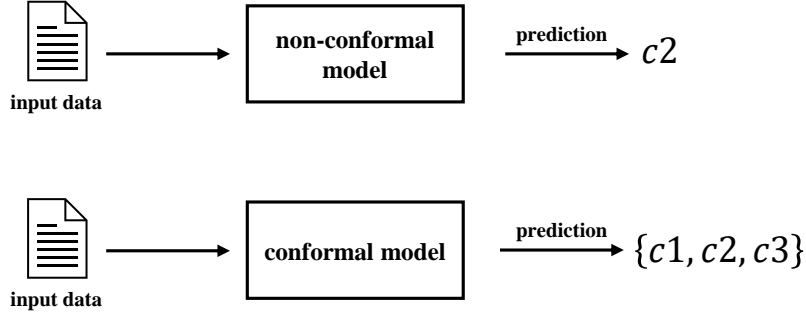 non-conformal
model
prediction
c2
input data
conformal model
prediction
{c1, c2, c3}
input data